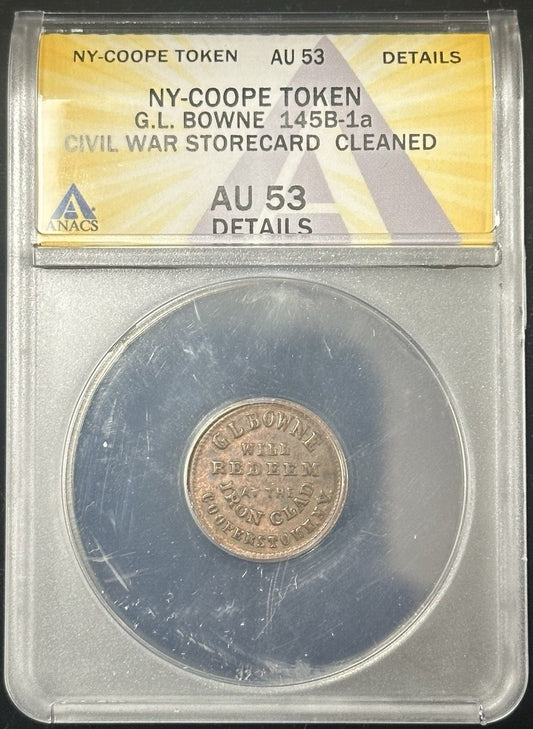 NY-COOPE TOKEN AU 53 DETAILS
NY-COOPE TOKEN
G.L. BOWNE 145B-1a
CIVIL WAR STORECARD CLEANED
AU 53
DETAILS
ANACS
G.L.BOWNE
WILL
REDEEM
AT THE
IRON CLAD
COOPERSTOWN N.Y.